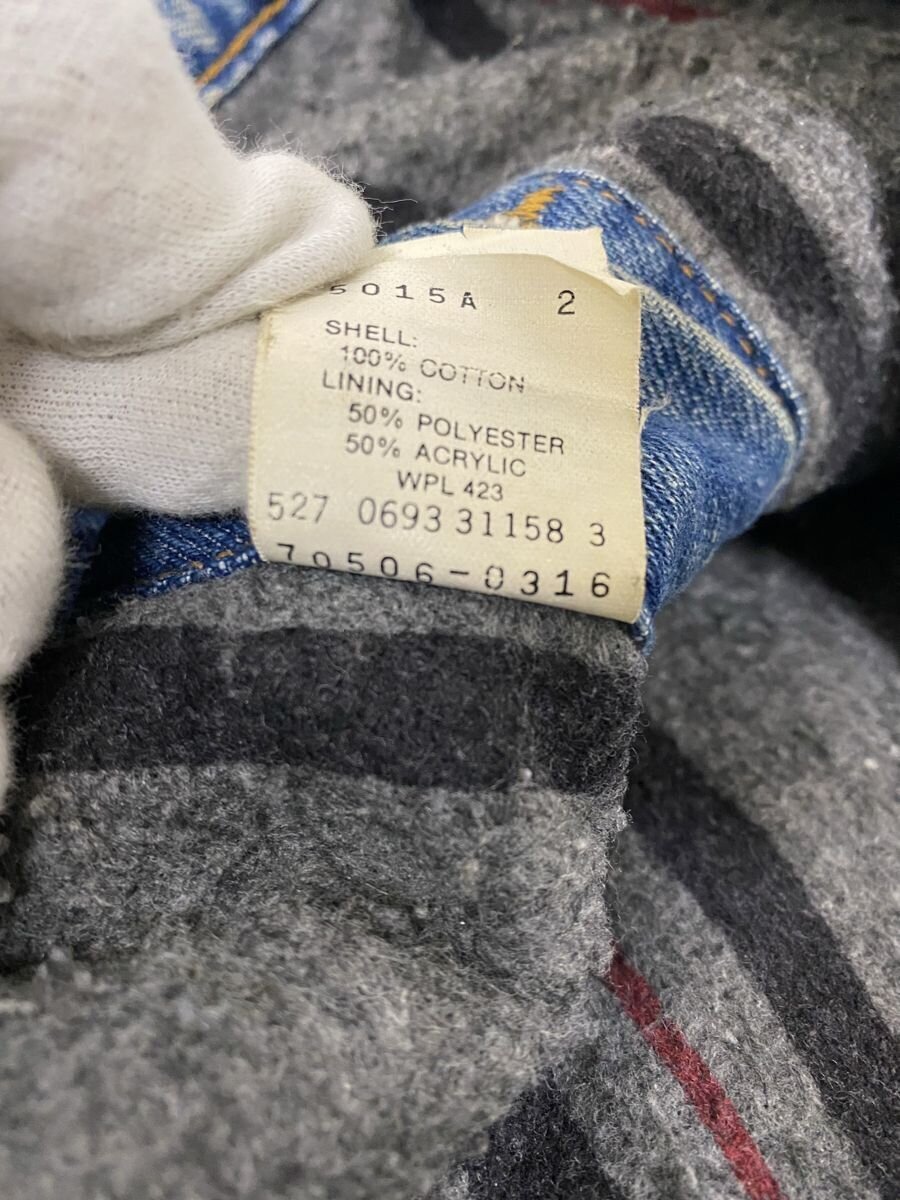 5015A 2
SHELL:
100% COTTON
LINING:
50% POLYESTER
50% ACRYLIC
WPL 423
527 0693 31158 3
70506-0316